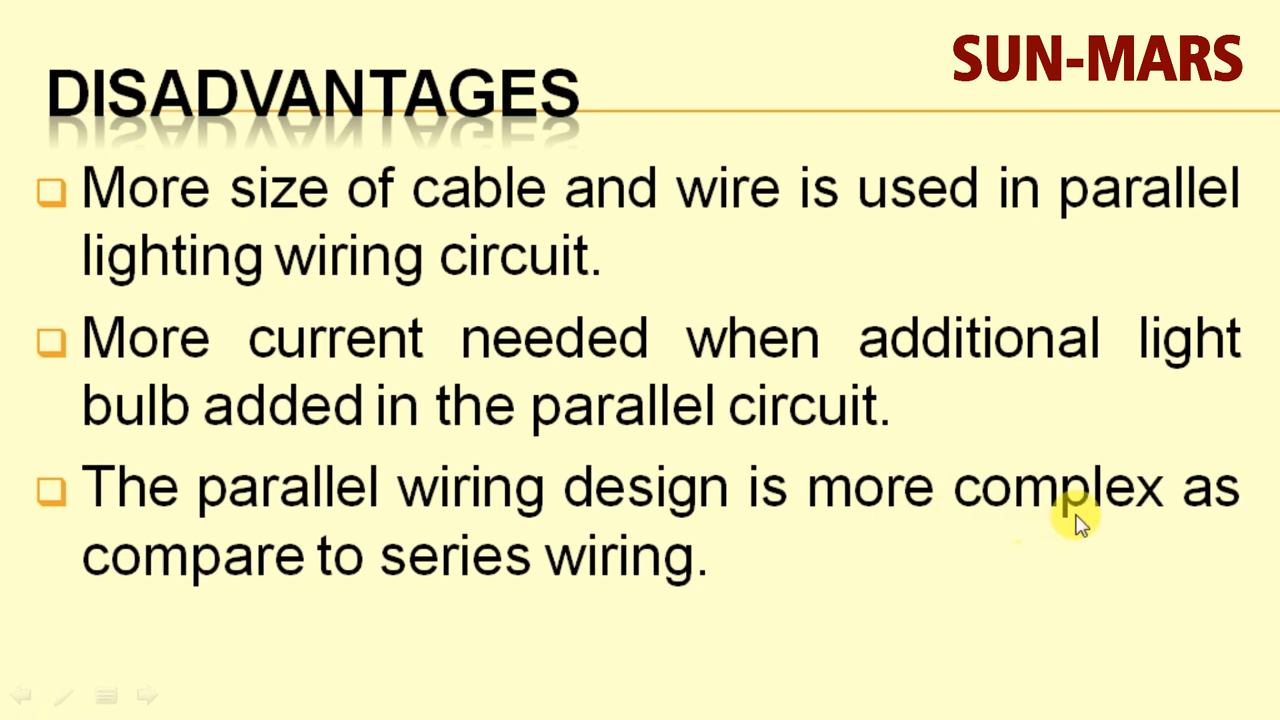 SUN-MARS
DISADVANTAGES
More size of cable and wire is used in parallel
lighting wiring circuit.
More current needed when additional light
bulb added in the parallel circuit.
The parallel wiring design is more complex as
compare to series wiring.